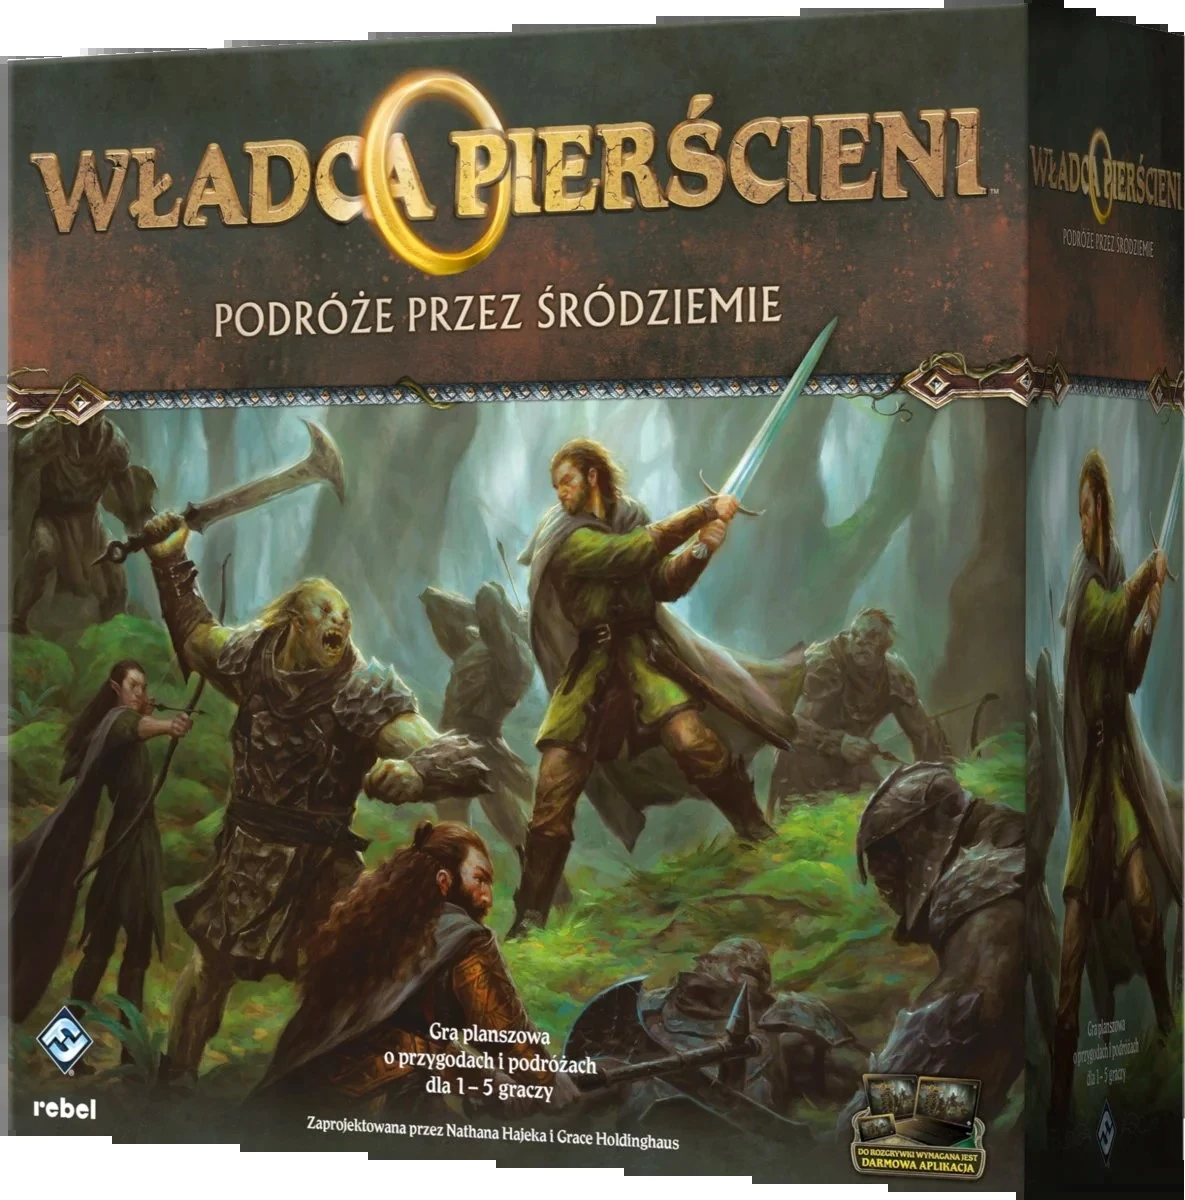 WŁADCA PIERŚCIENI™
PODRÓŻE PRZEZ ŚRÓDZIEMIE
Gra planszowa
o przygodach i podróżach
dla 1 – 5 graczy
Zaprojektowana przez Nathana Hajeka i Grace Holdinghaus
rebel
DO ROZGRYWKI WYMAGANA JEST
DARMOWA APLIKACJA
WŁADCA PIERŚCIENI
PODRÓŻE PRZEZ ŚRÓDZIEMIE
Gra planszowa
o przygodach i podróżach
dla 1 – 5 graczy